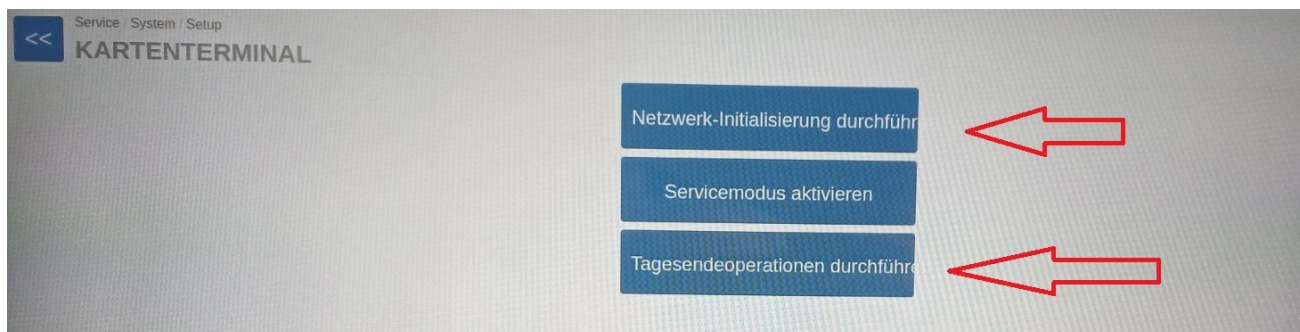 <<
Service / System / Setup
KARTENTERMINAL
Netzwerk-Initialisierung durchführ
Servicemodus aktivieren
Tagesendeoperationen durchführe